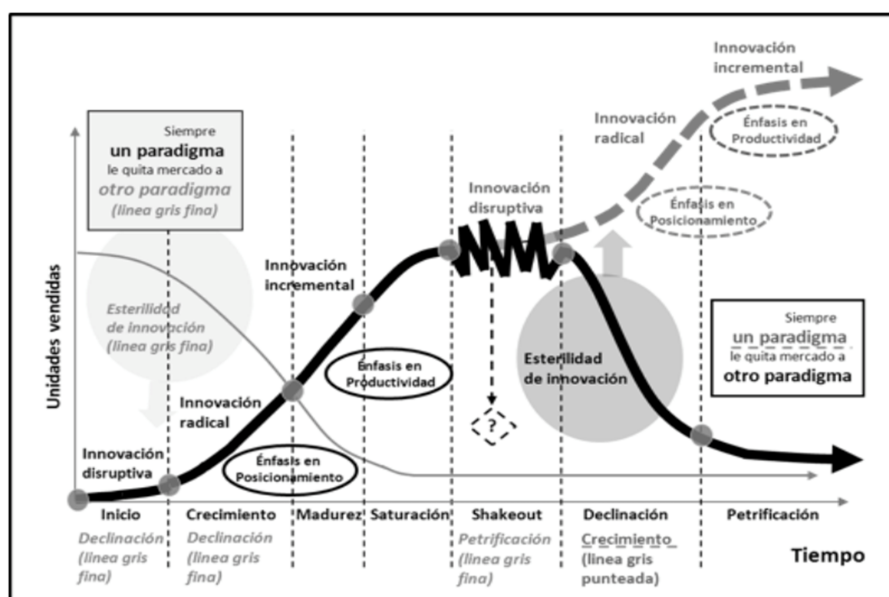 Innovación
incremental
Siempre
un paradigma
le quita mercado a
otro paradigma
(linea gris fina)
Innovación
radical
Énfasis en
Productividad
Innovación
disruptiva
Énfasis en
Posicionamiento
Innovación
incremental
Esterilidad
de innovación
(linea gris fina)
Unidades vendidas
Siempre
un paradigma
le quita mercado a
otro paradigma
Énfasis en
Productividad
Esterilidad
de innovación
Innovación
radical
?
Innovación
disruptiva
Énfasis en
Posicionamiento
Inicio
Crecimiento
Madurez
Saturación
Shakeout
Declinación
Petrificación
Declinación
(linea gris
fina)
Declinación
(linea gris
fina)
Petrificación
(linea gris
fina)
Crecimiento
(linea gris
punteada)
Tiempo